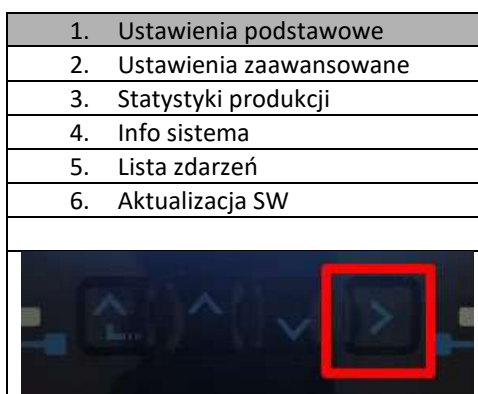 1. Ustawienia podstawowe
2. Ustawienia zaawansowane
3. Statystyki produkcji
4. Info sistema
5. Lista zdarzeń
6. Aktualizacja SW